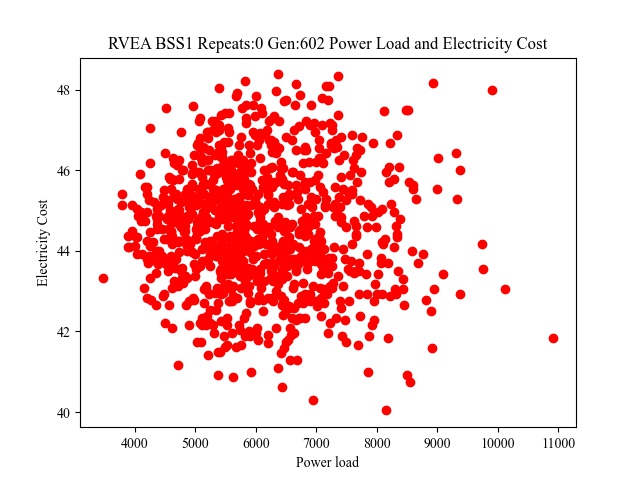 RVEA BSS1 Repeats:0 Gen:602 Power Load and Electricity Cost
48
46
44
42
40
Electricity Cost
4000 5000 6000 7000 8000 9000 10000 11000
Power load